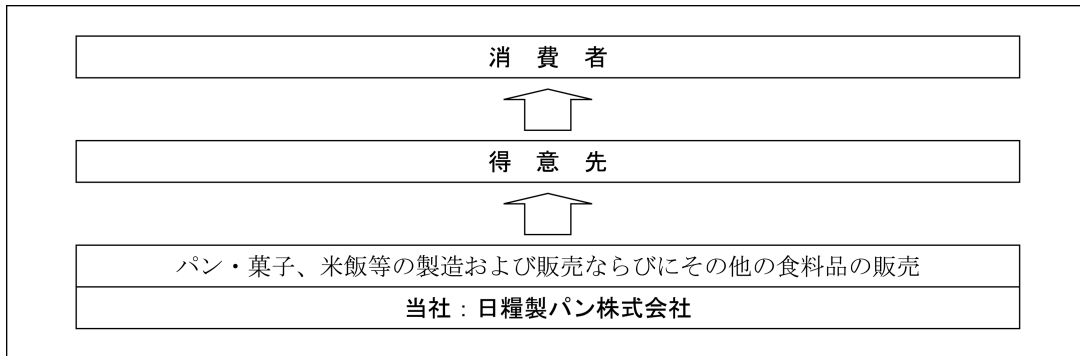 消 費 者
得 意 先
パン・菓子、米飯等の製造および販売ならびにその他の食料品の販売
当社：日糧製パン株式会社